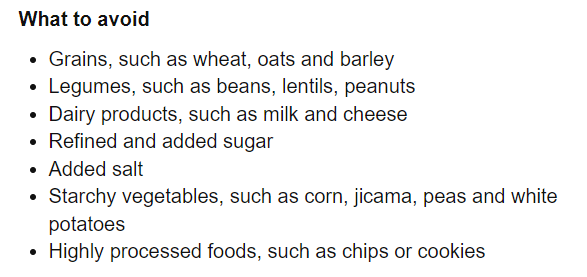 What to avoid
• Grains, such as wheat, oats and barley
• Legumes, such as beans, lentils, peanuts
• Dairy products, such as milk and cheese
• Refined and added sugar
• Added salt
• Starchy vegetables, such as corn, jicama, peas and white
potatoes
• Highly processed foods, such as chips or cookies